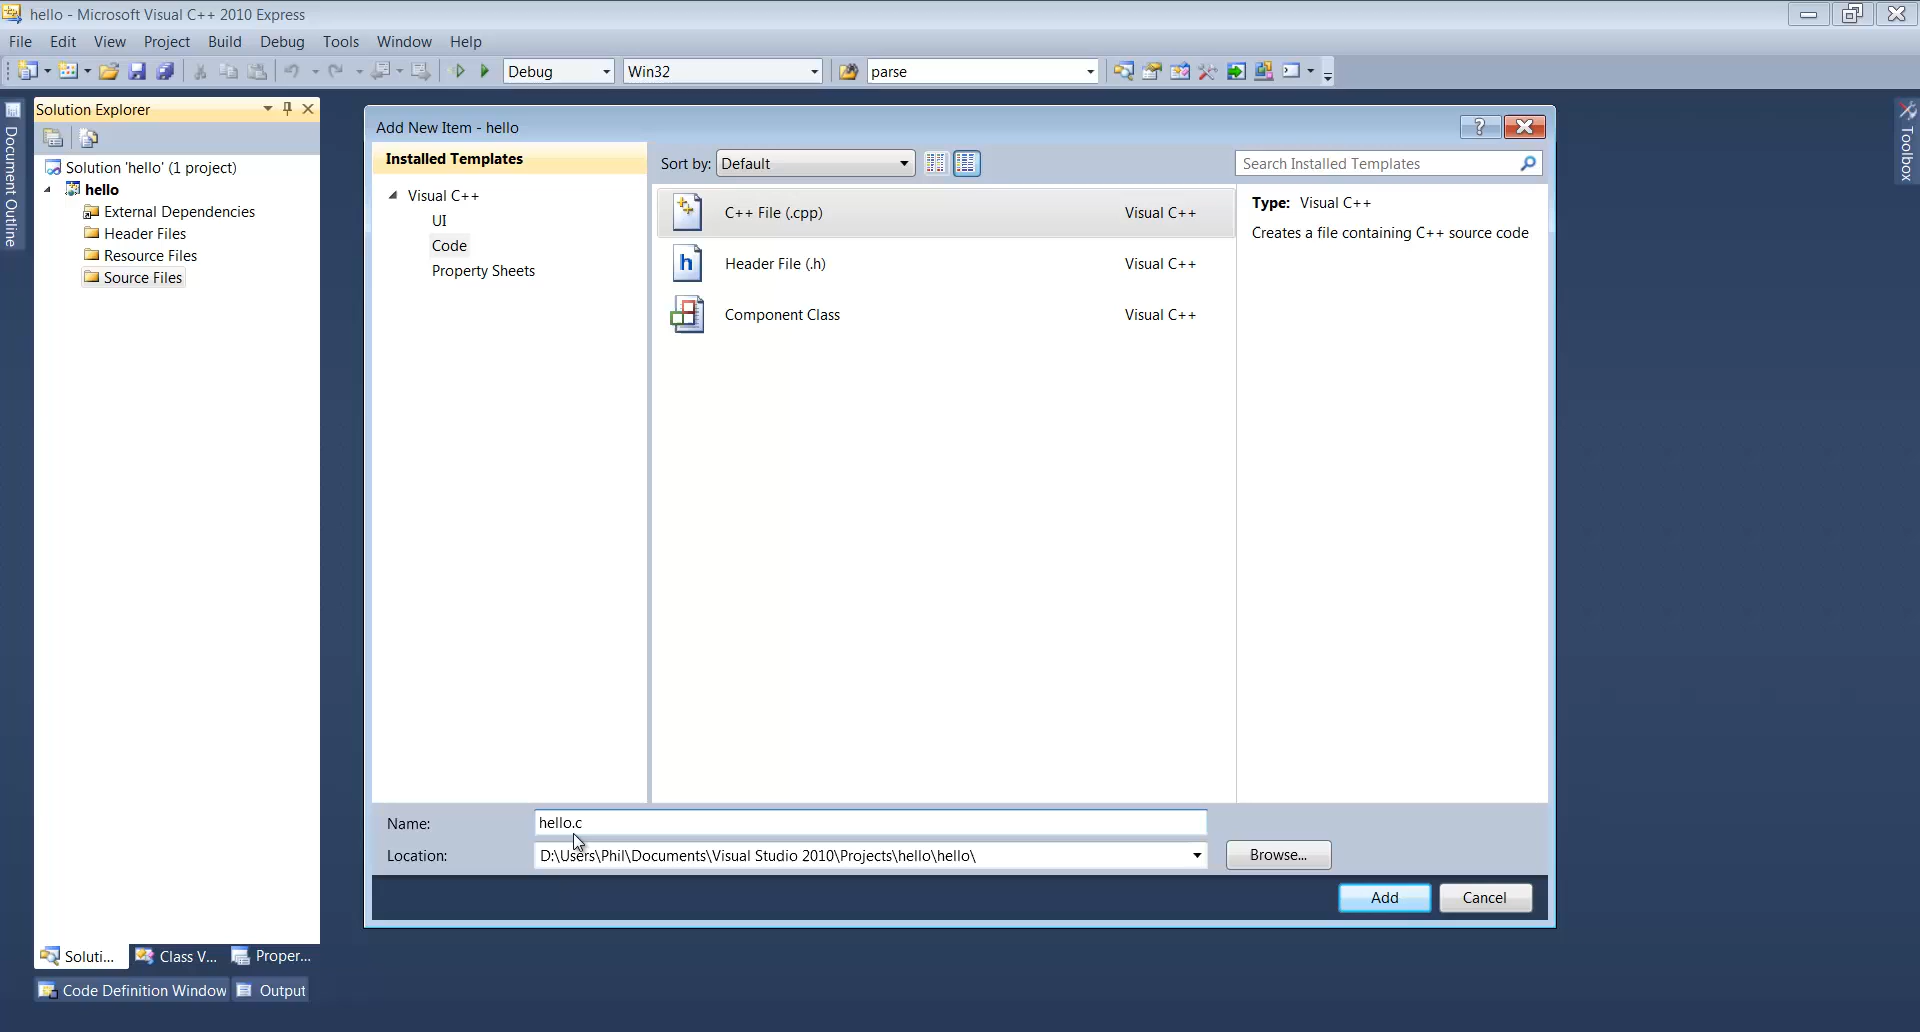 hello - Microsoft Visual C++ 2010 Express
File Edit View Project Build Debug Tools Window Help
Debug Win32 parse
Document Outline
Solution Explorer
Solution 'hello' (1 project)
hello
External Dependencies
Header Files
Resource Files
Source Files
Add New Item - hello
Installed Templates
Visual C++
UI
Code
Property Sheets
Sort by: Default
Search Installed Templates
C++ File (.cpp) Visual C++
Header File (.h) Visual C++
Component Class Visual C++
Type: Visual C++
Creates a file containing C++ source code
Name: hello.c
Location: D:\Users\Phil\Documents\Visual Studio 2010\Projects\hello\hello\
Browse...
Add Cancel
Toolbox
Soluti... Class V... Proper...
Code Definition Window Output